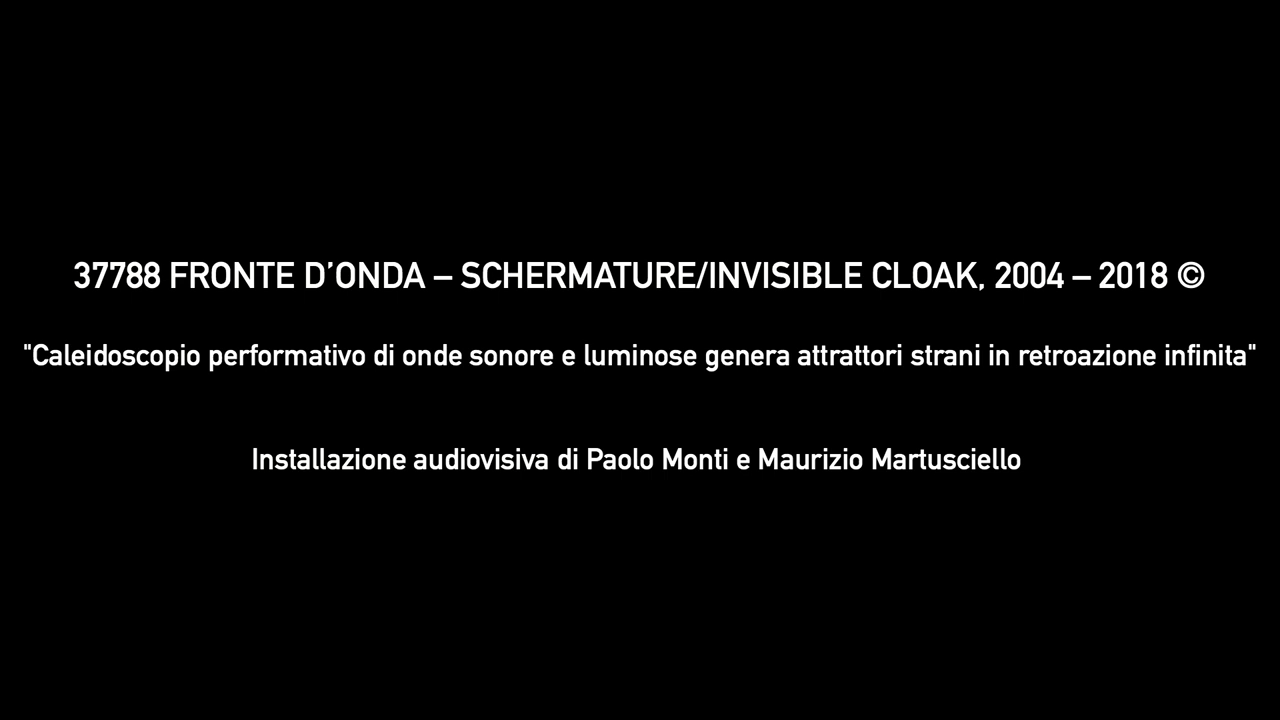 37788 FRONTE D’ONDA – SCHERMATURE/INVISIBLE CLOAK, 2004 – 2018 ©
"Caleidoscopio performativo di onde sonore e luminose genera attrattori strani in retroazione infinita"
Installazione audiovisiva di Paolo Monti e Maurizio Martusciello